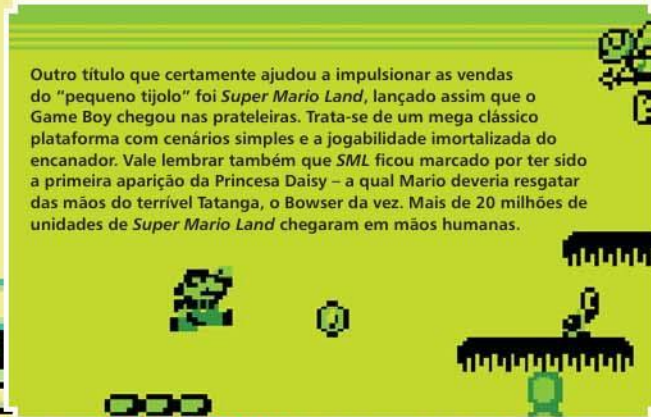 Outro título que certamente ajudou a impulsionar as vendas
do “pequeno tijolo” foi Super Mario Land, lançado assim que o
Game Boy chegou nas prateleiras. Trata-se de um mega clássico
plataforma com cenários simples e a jogabilidade imortalizada do
encanador. Vale lembrar também que SML ficou marcado por ter sido
a primeira aparição da Princesa Daisy – a qual Mario deveria resgatar
das mãos do terrível Tatanga, o Bowser da vez. Mais de 20 milhões de
unidades de Super Mario Land chegaram em mãos humanas.